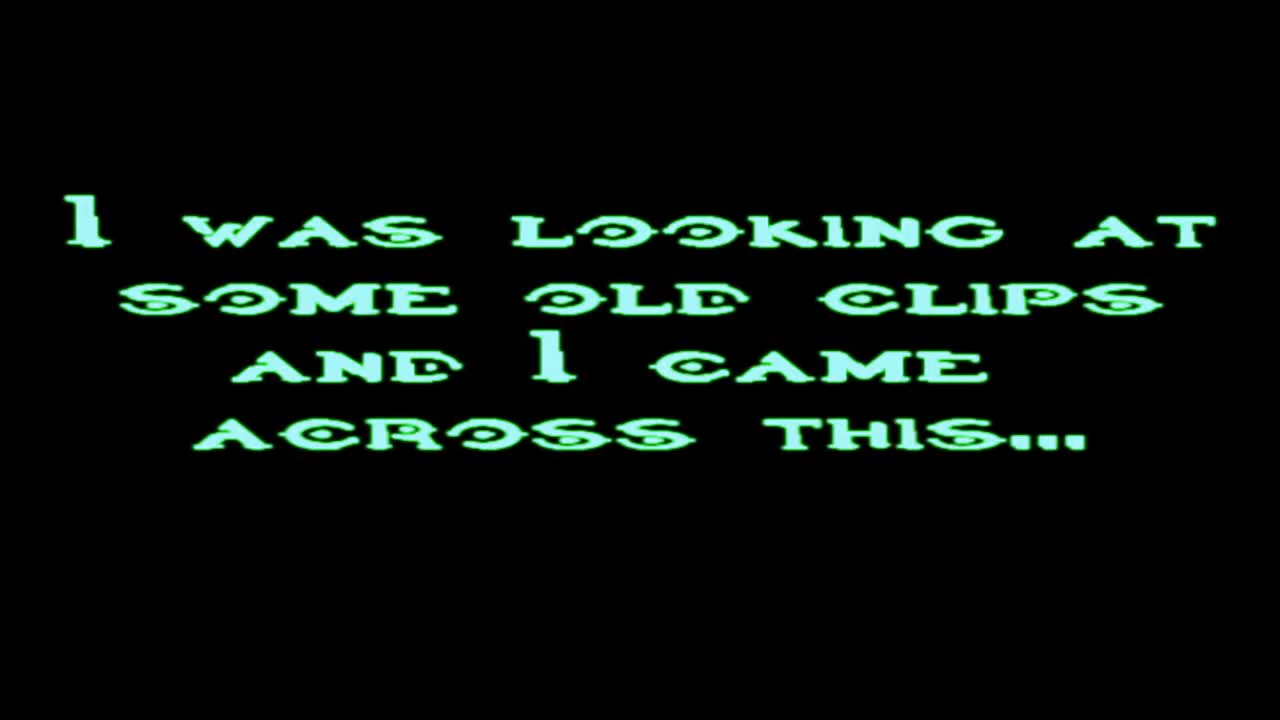 I WAS LOOKING AT
SOME OLD CLIPS
AND I CAME
ACROSS THIS...